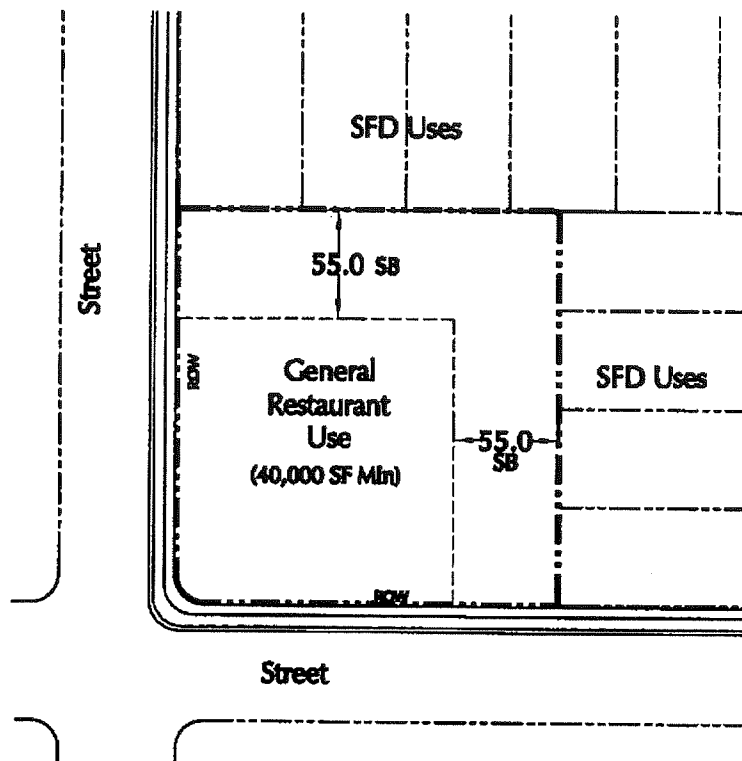 SFD Uses
55.0 SB
Street
ROW
General
Restaurant
Use
(40,000 SF Min)
SFD Uses
55.0
SB
ROW
Street